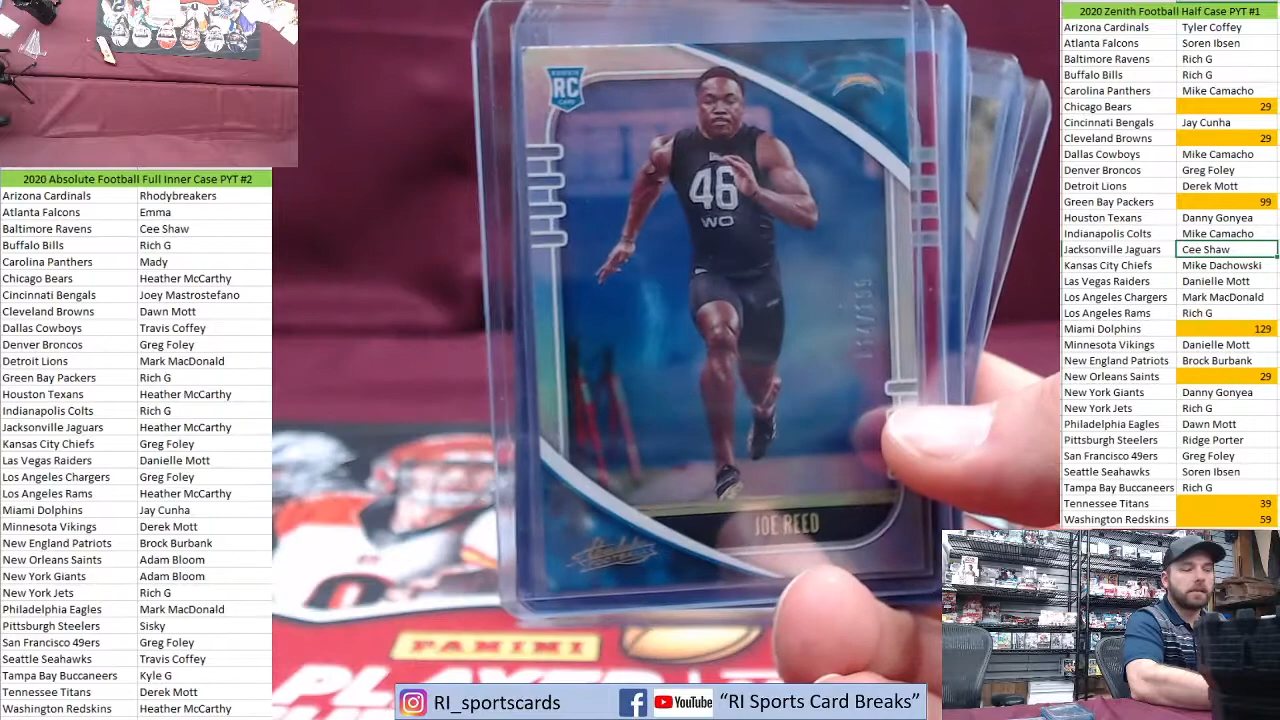 2020 Absolute Football Full Inner Case PYT #2
Arizona Cardinals Rhodybreakers
Atlanta Falcons Emma
Baltimore Ravens Cee Shaw
Buffalo Bills Rich G
Carolina Panthers Mady
Chicago Bears Heather McCarthy
Cincinnati Bengals Joey Mastrostefano
Cleveland Browns Dawn Mott
Dallas Cowboys Travis Coffey
Denver Broncos Greg Foley
Detroit Lions Mark MacDonald
Green Bay Packers Rich G
Houston Texans Heather McCarthy
Indianapolis Colts Rich G
Jacksonville Jaguars Heather McCarthy
Kansas City Chiefs Greg Foley
Las Vegas Raiders Danielle Mott
Los Angeles Chargers Greg Foley
Los Angeles Rams Heather McCarthy
Miami Dolphins Jay Cunha
Minnesota Vikings Derek Mott
New England Patriots Brock Burbank
New Orleans Saints Adam Bloom
New York Giants Adam Bloom
New York Jets Rich G
Philadelphia Eagles Mark MacDonald
Pittsburgh Steelers Sisky
San Francisco 49ers Greg Foley
Seattle Seahawks Travis Coffey
Tampa Bay Buccaneers Kyle G
Tennessee Titans Derek Mott
Washington Redskins Heather McCarthy
RC
46
WO
JOE REED
PANINI
RI_sportscards
YouTube
"RI Sports Card Breaks"
2020 Zenith Football Half Case PYT #1
Arizona Cardinals Tyler Coffey
Atlanta Falcons Soren Ibsen
Baltimore Ravens Rich G
Buffalo Bills Rich G
Carolina Panthers Mike Camacho
Chicago Bears 29
Cincinnati Bengals Jay Cunha
Cleveland Browns 29
Dallas Cowboys Mike Camacho
Denver Broncos Greg Foley
Detroit Lions Derek Mott
Green Bay Packers 99
Houston Texans Danny Gonyea
Indianapolis Colts Mike Camacho
Jacksonville Jaguars Cee Shaw
Kansas City Chiefs Mike Dachowski
Las Vegas Raiders Danielle Mott
Los Angeles Chargers Mark MacDonald
Los Angeles Rams Rich G
Miami Dolphins 129
Minnesota Vikings Danielle Mott
New England Patriots Brock Burbank
New Orleans Saints 29
New York Giants Danny Gonyea
New York Jets Rich G
Philadelphia Eagles Dawn Mott
Pittsburgh Steelers Ridge Porter
San Francisco 49ers Greg Foley
Seattle Seahawks Soren Ibsen
Tampa Bay Buccaneers Rich G
Tennessee Titans 39
Washington Redskins 59